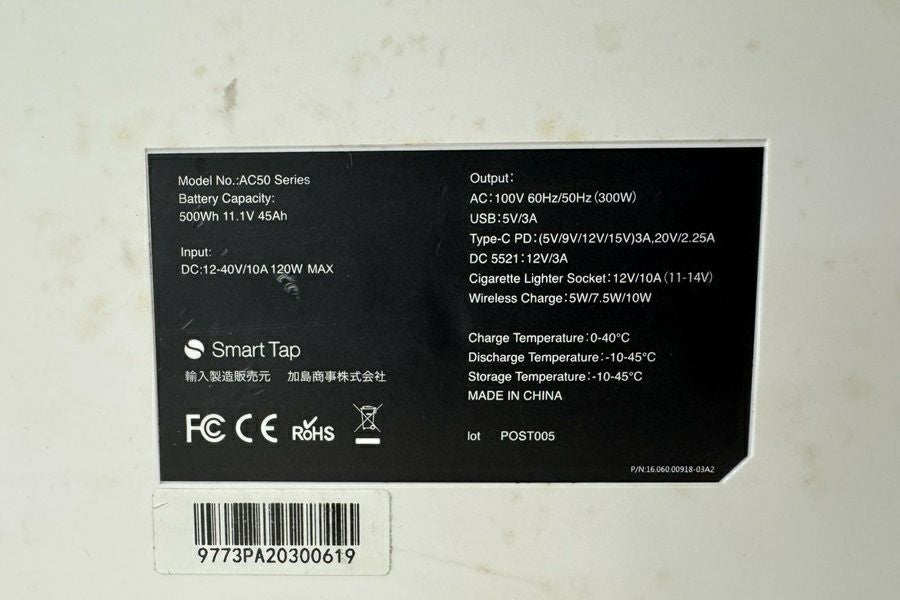 Model No.:AC50 Series
Battery Capacity:
500Wh 11.1V 45Ah
Input:
DC:12-40V/10A 120W MAX
Smart Tap
輸入製造販売元 加島商事株式会社
FC CE RoHS
Output:
AC:100V 60Hz/50Hz(300W)
USB:5V/3A
Type-C PD:(5V/9V/12V/15V)3A,20V/2.25A
DC 5521:12V/3A
Cigarette Lighter Socket:12V/10A(11-14V)
Wireless Charge:5W/7.5W/10W
Charge Temperature:0-40°C
Discharge Temperature:-10-45°C
Storage Temperature:-10-45°C
MADE IN CHINA
lot POST005
P/N:16.060.00918-03A2
9773PA20300619